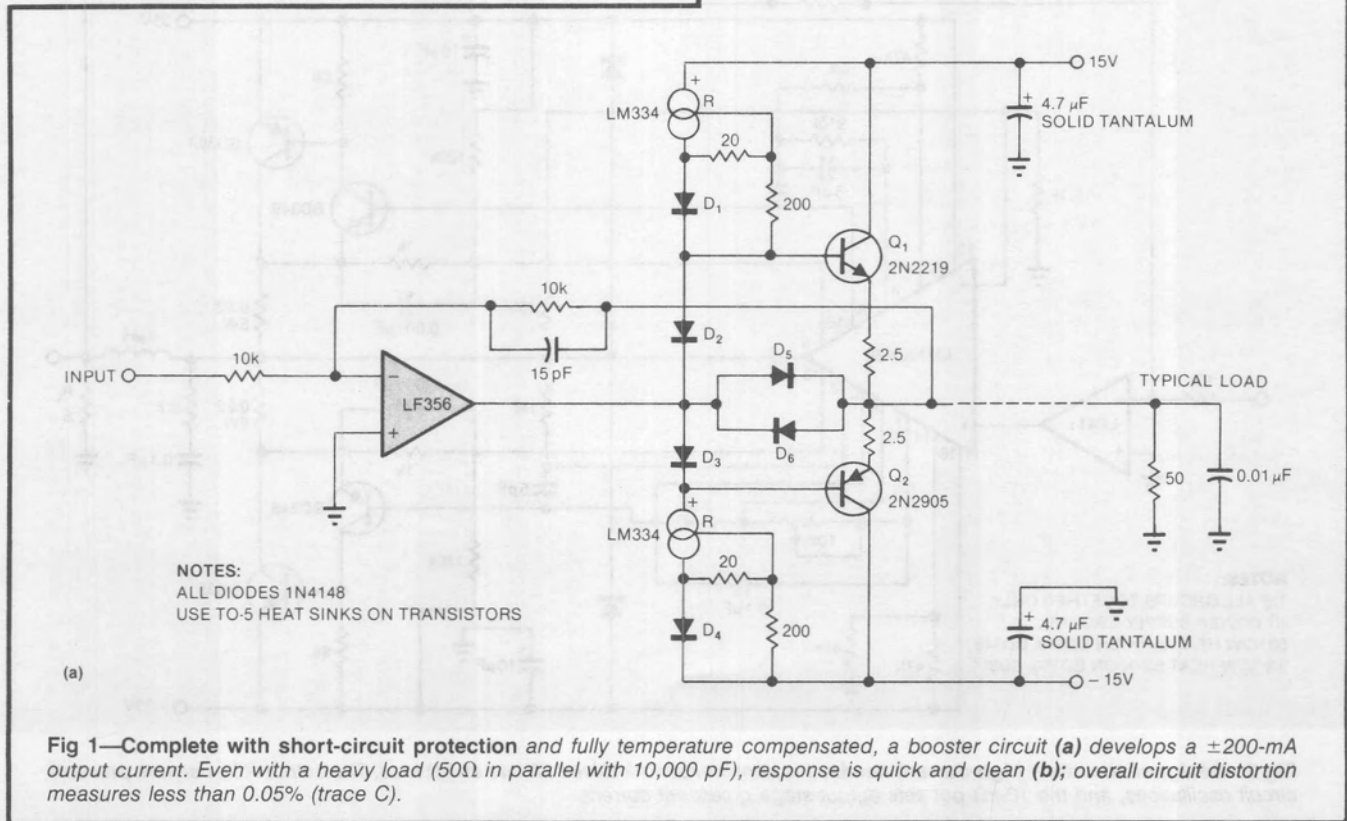 15V
+
R
LM334
+
4.7 µF
SOLID TANTALUM
20
D1
200
Q1
2N2219
10k
D2
15 pF
2.5
INPUT
10k
−
LF356
+
D5
D6
TYPICAL LOAD
D3
2.5
50
0.01 µF
+
R
LM334
Q2
2N2905
20
D4
200
+
4.7 µF
SOLID TANTALUM
−15V
NOTES:
ALL DIODES 1N4148
USE TO-5 HEAT SINKS ON TRANSISTORS
(a)
Fig 1—Complete with short-circuit protection and fully temperature compensated, a booster circuit (a) develops a ±200-mA
output current. Even with a heavy load (50Ω in parallel with 10,000 pF), response is quick and clean (b); overall circuit distortion
measures less than 0.05% (trace C).